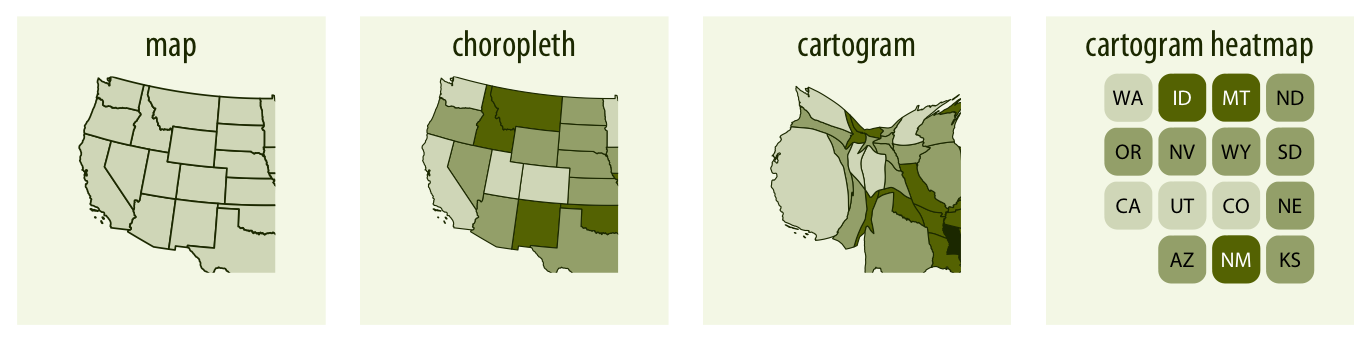 map
choropleth
cartogram
cartogram heatmap
WA ID MT ND
OR NV WY SD
CA UT CO NE
AZ NM KS